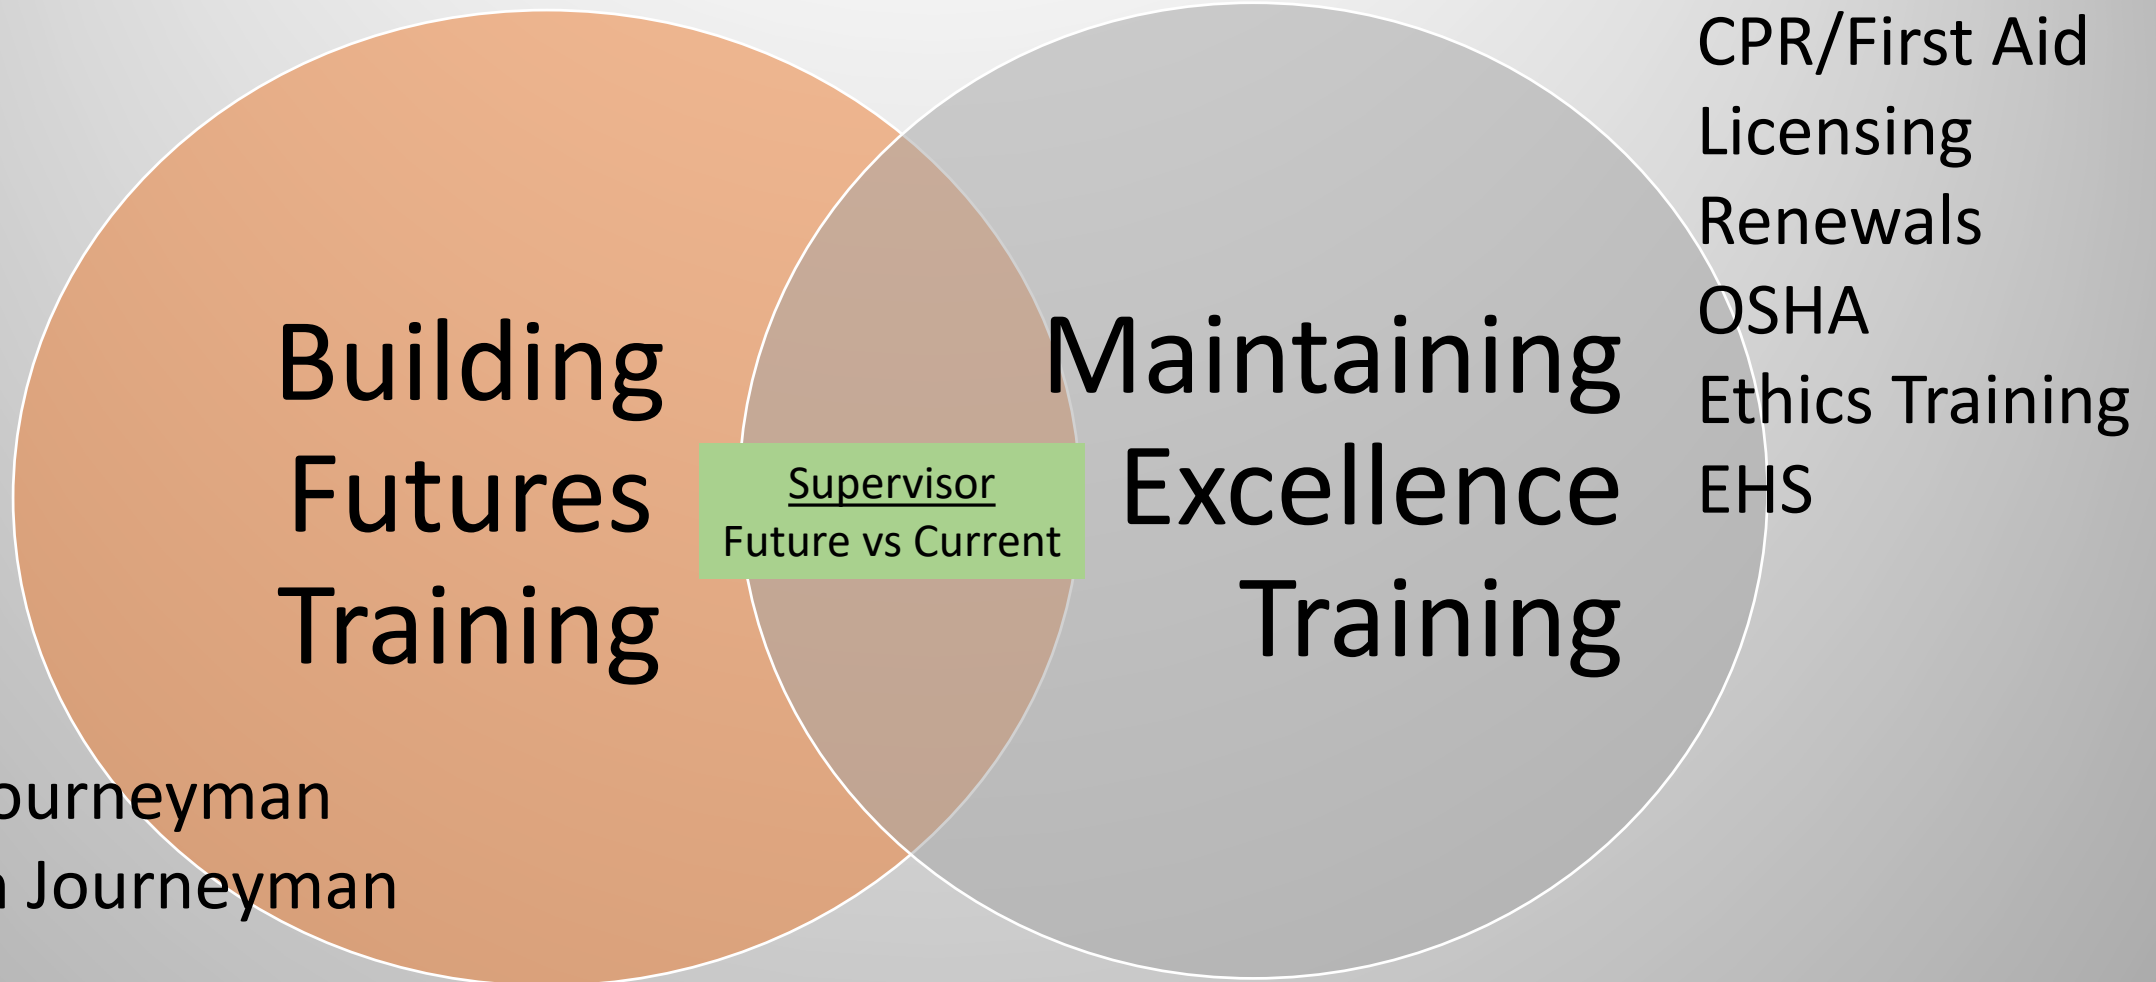 Building
Futures
Training
Supervisor
Future vs Current
Maintaining
Excellence
Training
CPR/First Aid
Licensing
Renewals
OSHA
Ethics Training
EHS
Journeyman